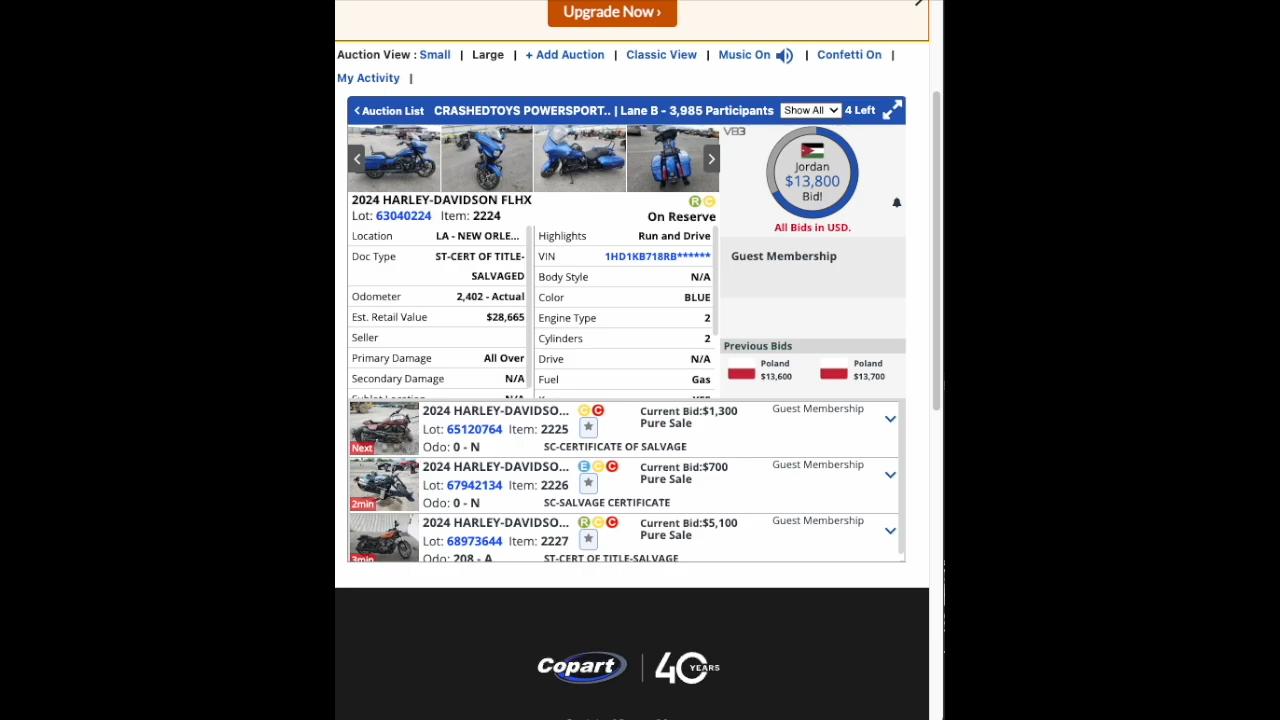 Upgrade Now ›
Auction View : Small | Large | + Add Auction | Classic View | Music On | Confetti On |
My Activity |
Auction List CRASHEDTOYS POWERSPORT.. | Lane B - 3,985 Participants Show All 4 Left
VB3
Jordan
$13,800
Bid!
2024 HARLEY-DAVIDSON FLHX R C
Lot: 63040224 Item: 2224 On Reserve
All Bids in USD.
Location LA - NEW ORLE... Highlights Run and Drive
Doc Type ST-CERT OF TITLE-SALVAGED VIN 1HD1KB718RB******
Guest Membership
Body Style N/A
Odometer 2,402 - Actual Color BLUE
Est. Retail Value $28,665 Engine Type 2
Seller Cylinders 2
Primary Damage All Over Drive N/A
Secondary Damage N/A Fuel Gas
Previous Bids
Poland $13,600 Poland $13,700
2024 HARLEY-DAVIDSO... C C Current Bid:$1,300 Guest Membership
Lot: 65120764 Item: 2225 Pure Sale
Next Odo: 0 - N SC-CERTIFICATE OF SALVAGE
2024 HARLEY-DAVIDSO... E C C Current Bid:$700 Guest Membership
Lot: 67942134 Item: 2226 Pure Sale
2min Odo: 0 - N SC-SALVAGE CERTIFICATE
2024 HARLEY-DAVIDSO... R C C Current Bid:$5,100 Guest Membership
Lot: 68973644 Item: 2227 Pure Sale
3min Odo: 208 - A ST-CERT OF TITLE-SALVAGE
Copart | 40 YEARS